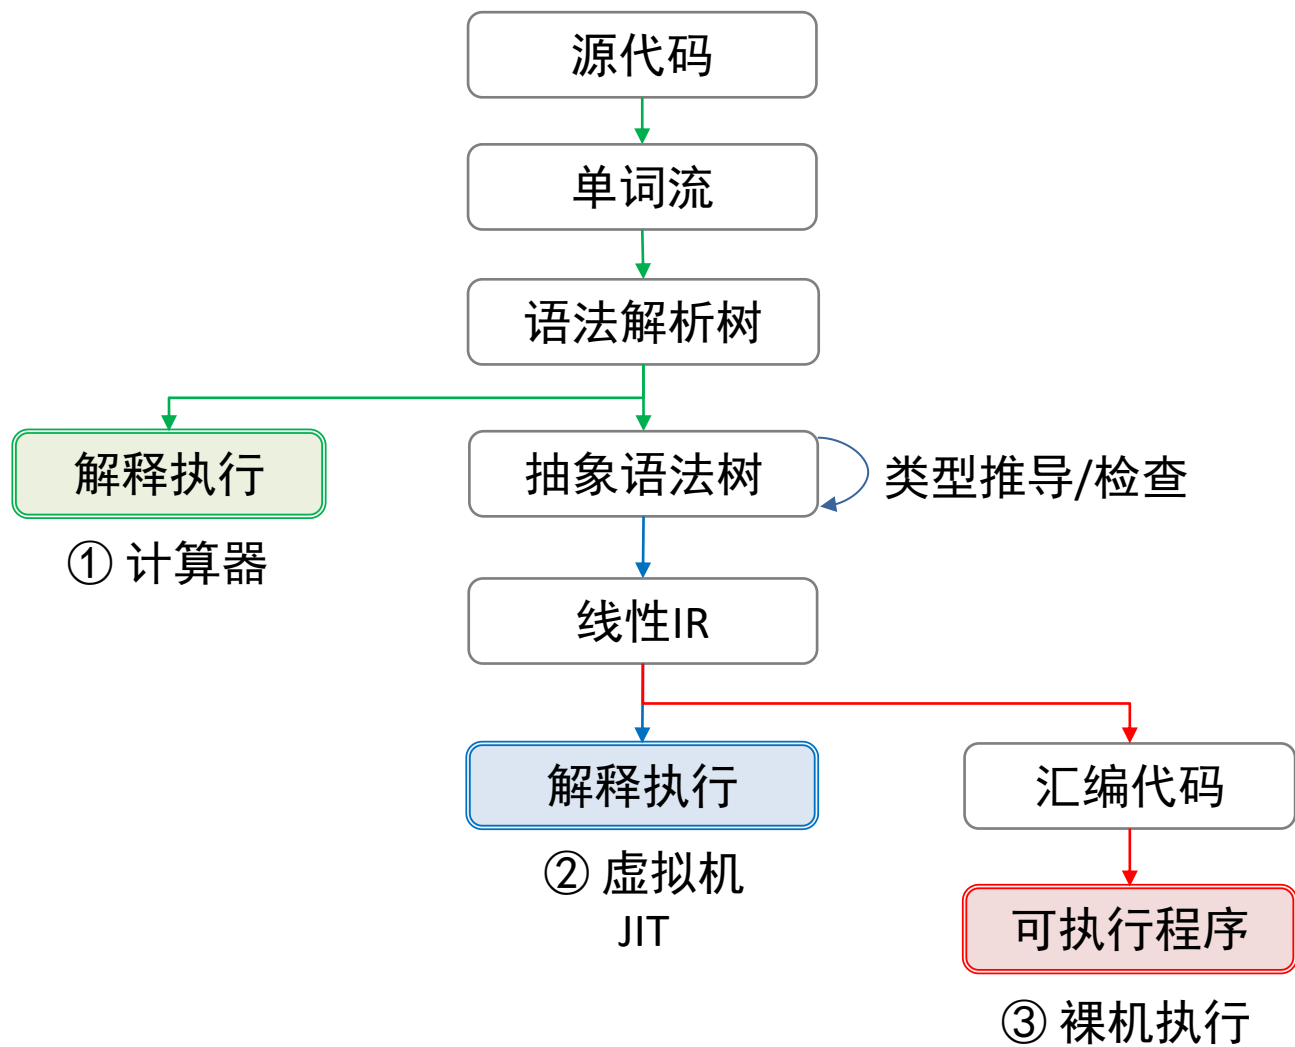 源代码
单词流
语法解析树
解释执行
抽象语法树
类型推导/检查
① 计算器
线性IR
解释执行
汇编代码
② 虚拟机
JIT
可执行程序
③ 裸机执行